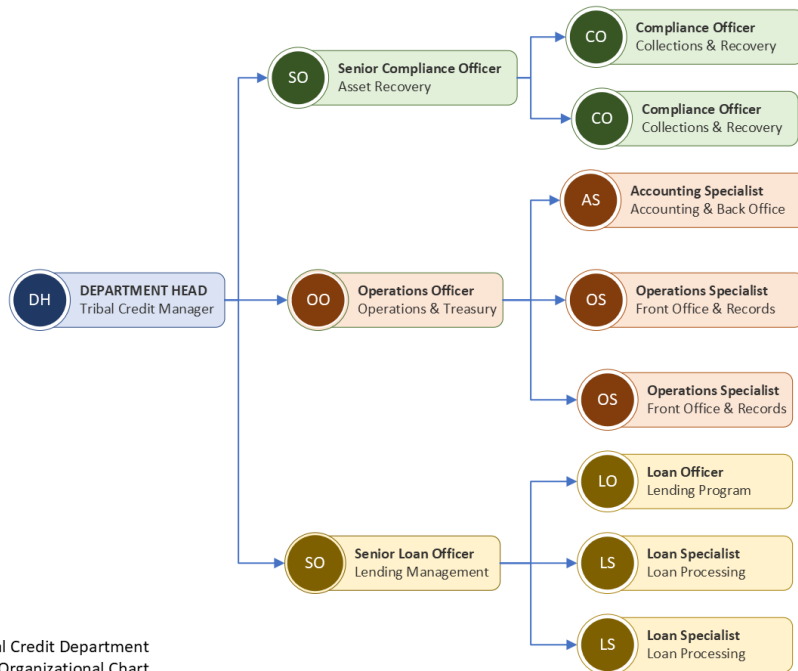 CO
Compliance Officer
Collections & Recovery
SO
Senior Compliance Officer
Asset Recovery
CO
Compliance Officer
Collections & Recovery
AS
Accounting Specialist
Accounting & Back Office
DH
DEPARTMENT HEAD
Tribal Credit Manager
OO
Operations Officer
Operations & Treasury
OS
Operations Specialist
Front Office & Records
OS
Operations Specialist
Front Office & Records
LO
Loan Officer
Lending Program
SO
Senior Loan Officer
Lending Management
LS
Loan Specialist
Loan Processing
LS
Loan Specialist
Loan Processing
Credit Department
Organizational Chart